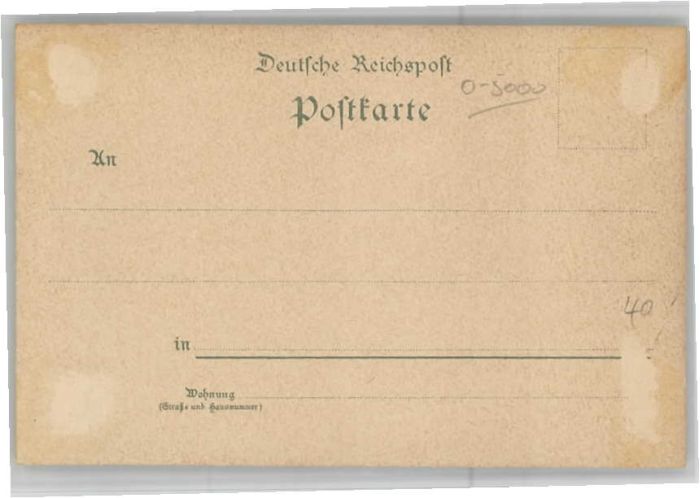 Deutsche Reichspost
Postkarte
0-5000
An
40
in
Wohnung
(Straße und Hausnummer)